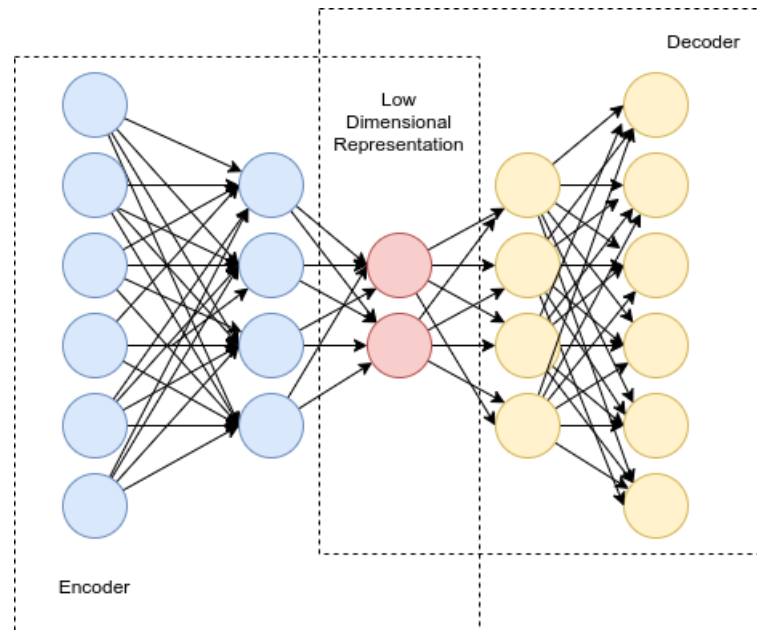 Decoder
Low
Dimensional
Representation
Encoder